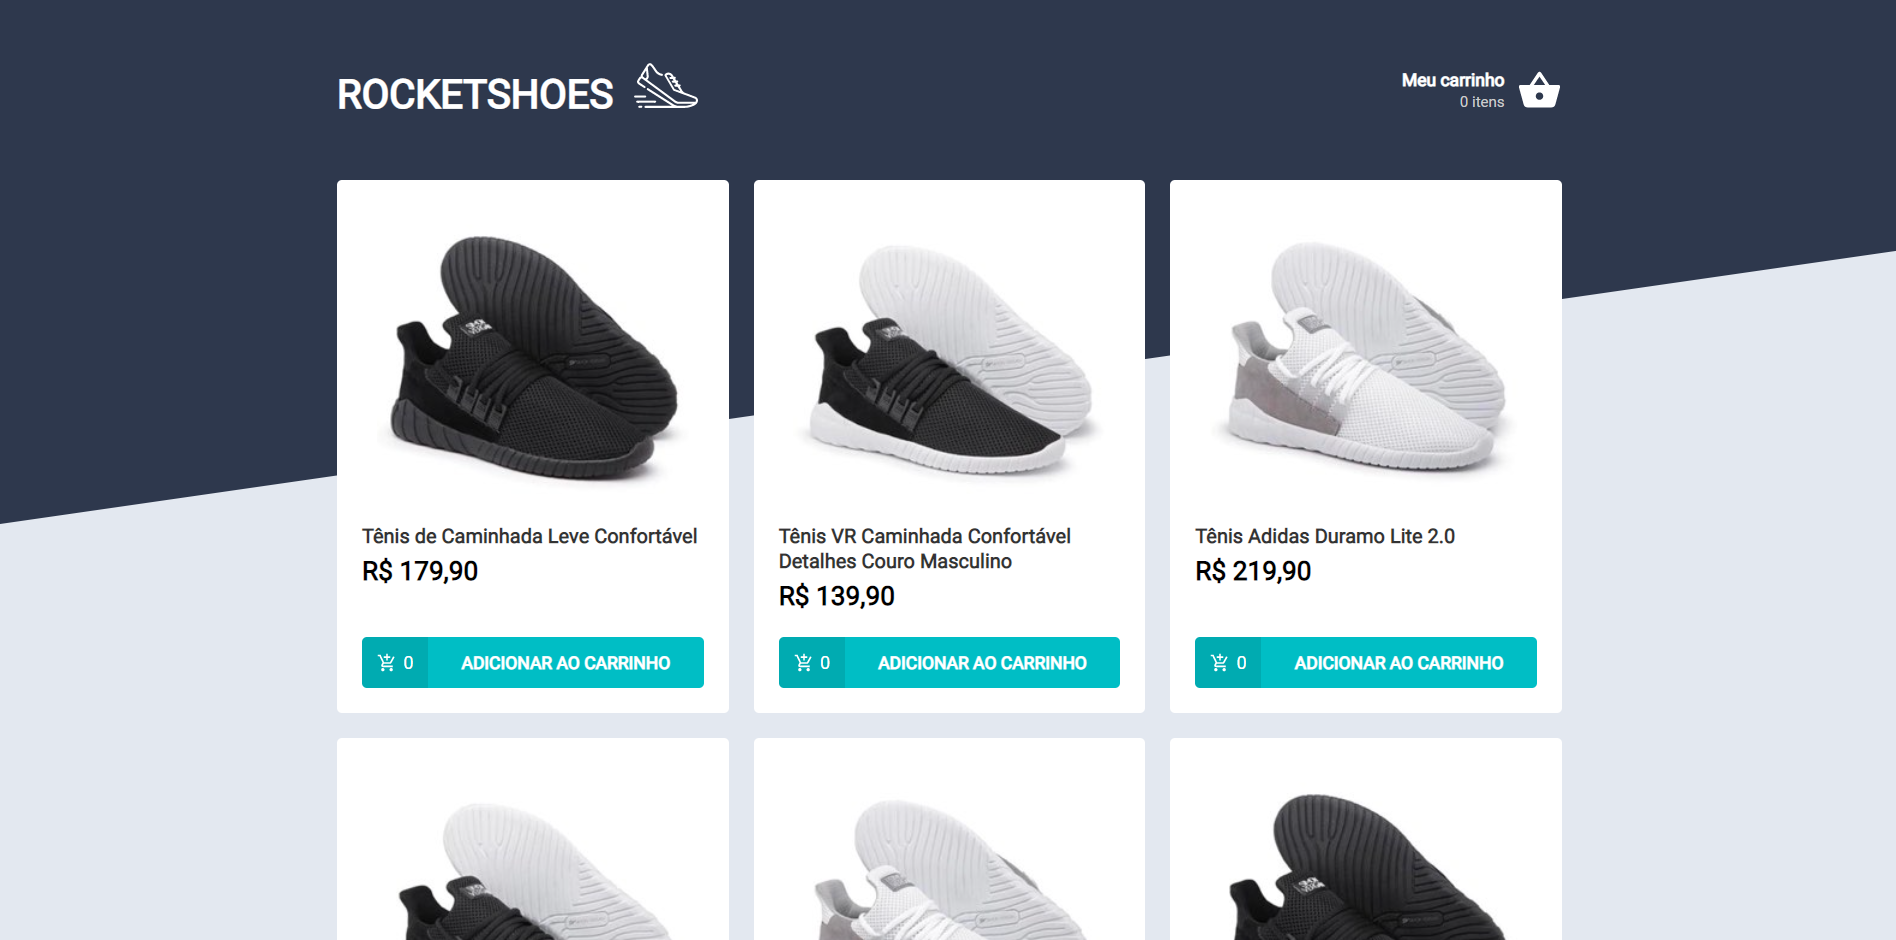 ROCKETSHOES
Meu carrinho
0 itens
Tênis de Caminhada Leve Confortável
R$ 179,90
0 ADICIONAR AO CARRINHO
Tênis VR Caminhada Confortável
Detalhes Couro Masculino
R$ 139,90
0 ADICIONAR AO CARRINHO
Tênis Adidas Duramo Lite 2.0
R$ 219,90
0 ADICIONAR AO CARRINHO